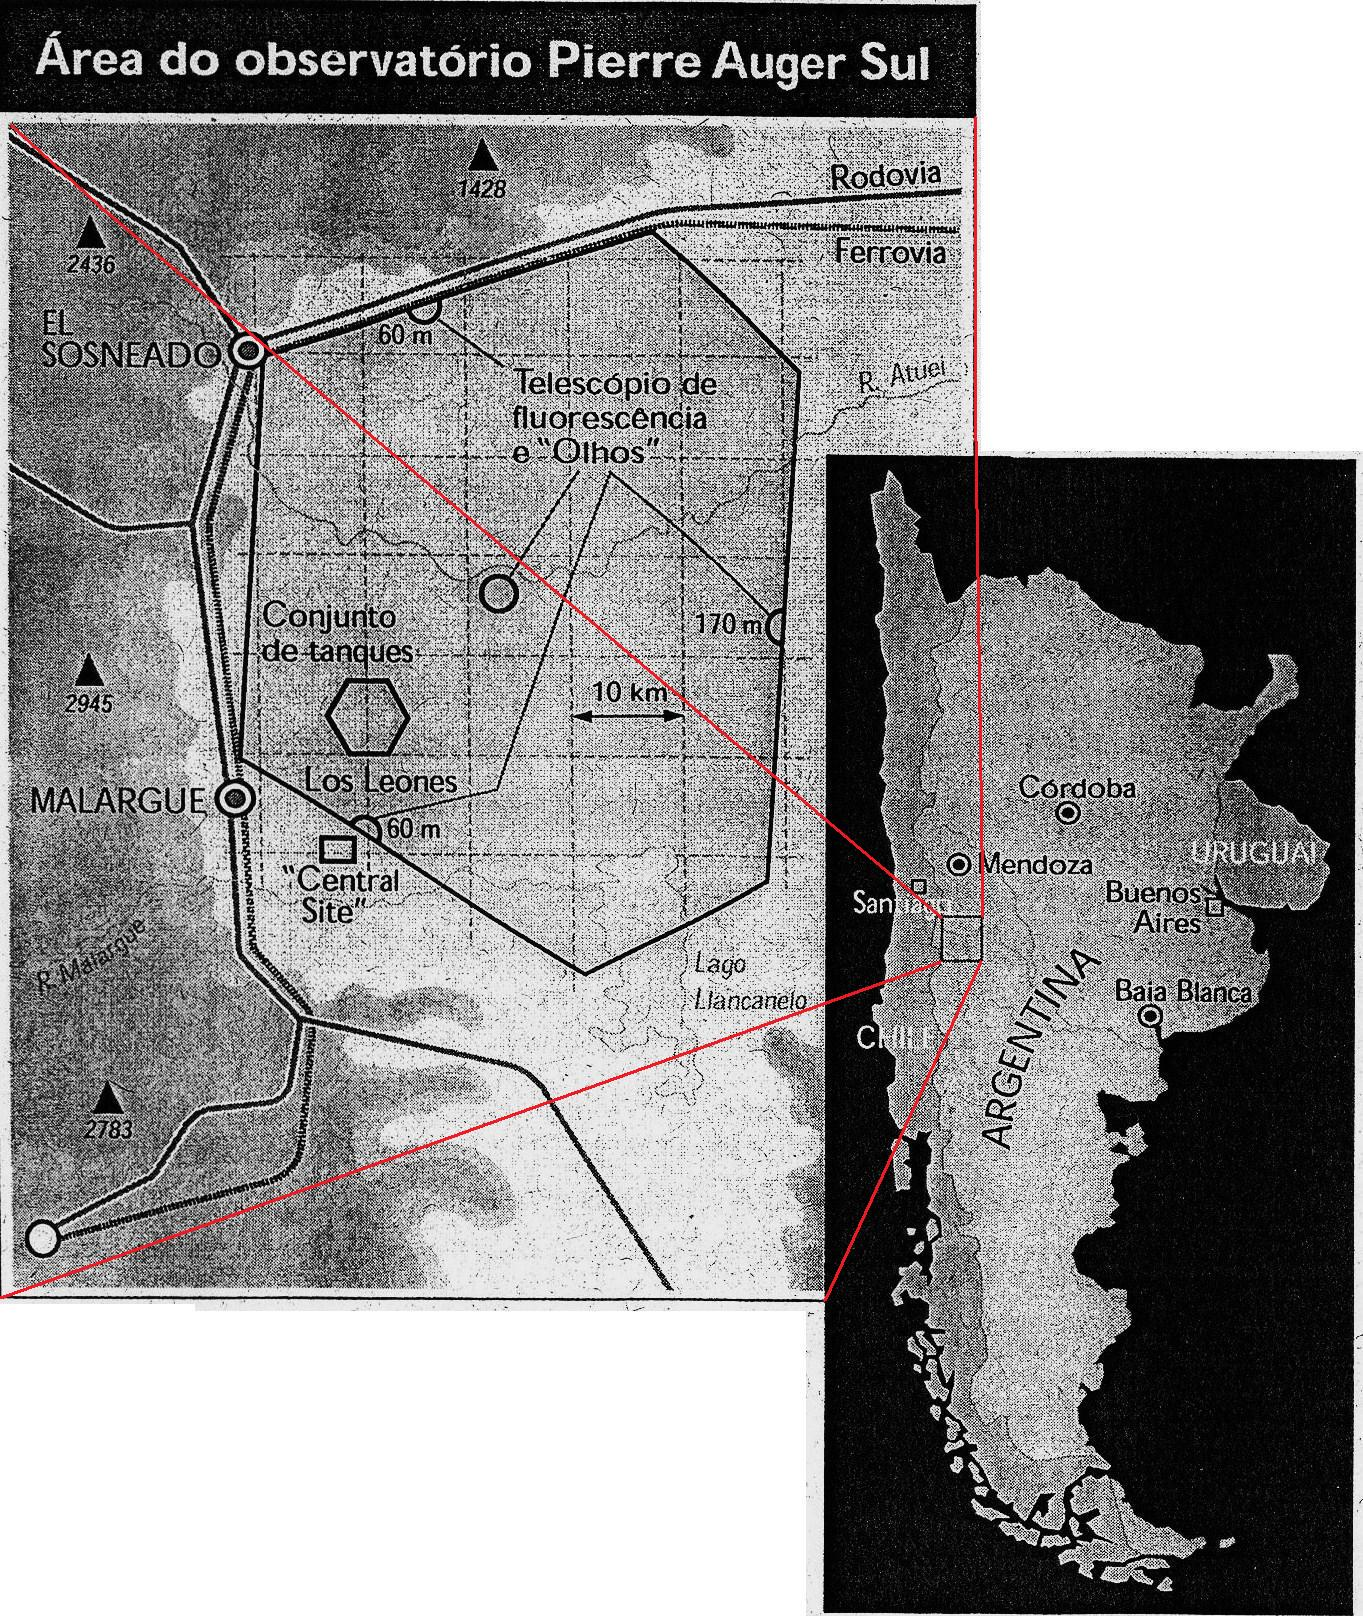 Área do observatório Pierre Auger Sul
1428
Rodovia
2436
Ferrovia
EL
SOSNEADO
60 m
R. Atuel
Telescópio de
fluorescência
e "Olhos"
Conjunto
de tanques
170 m
2945
10 km
Los Leones
MALARGUE
60 m
"Central
Site"
R. Malargue
Lago
Llancanelo
2783
Córdoba
Mendoza
URUGUAI
Santiago
Buenos
Aires
ARGENTINA
Baia Blanca
CHILE